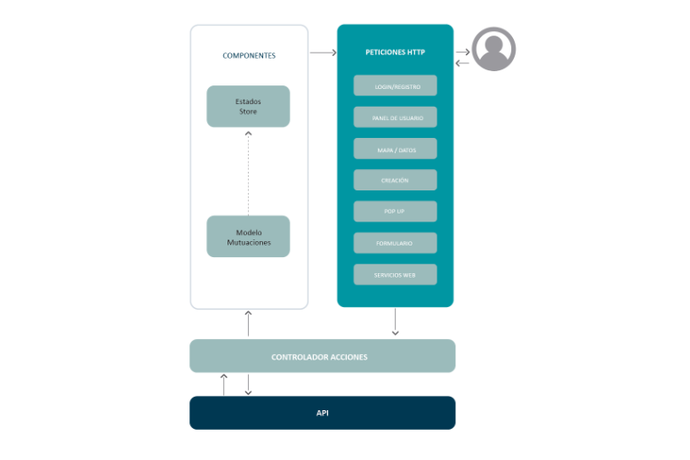 COMPONENTES
Estados
Store
Modelo
Mutuaciones
PETICIONES HTTP
LOGIN/REGISTRO
PANEL DE USUARIO
MAPA / DATOS
CREACIÓN
POP UP
FORMULARIO
SERVICIOS WEB
CONTROLADOR ACCIONES
API